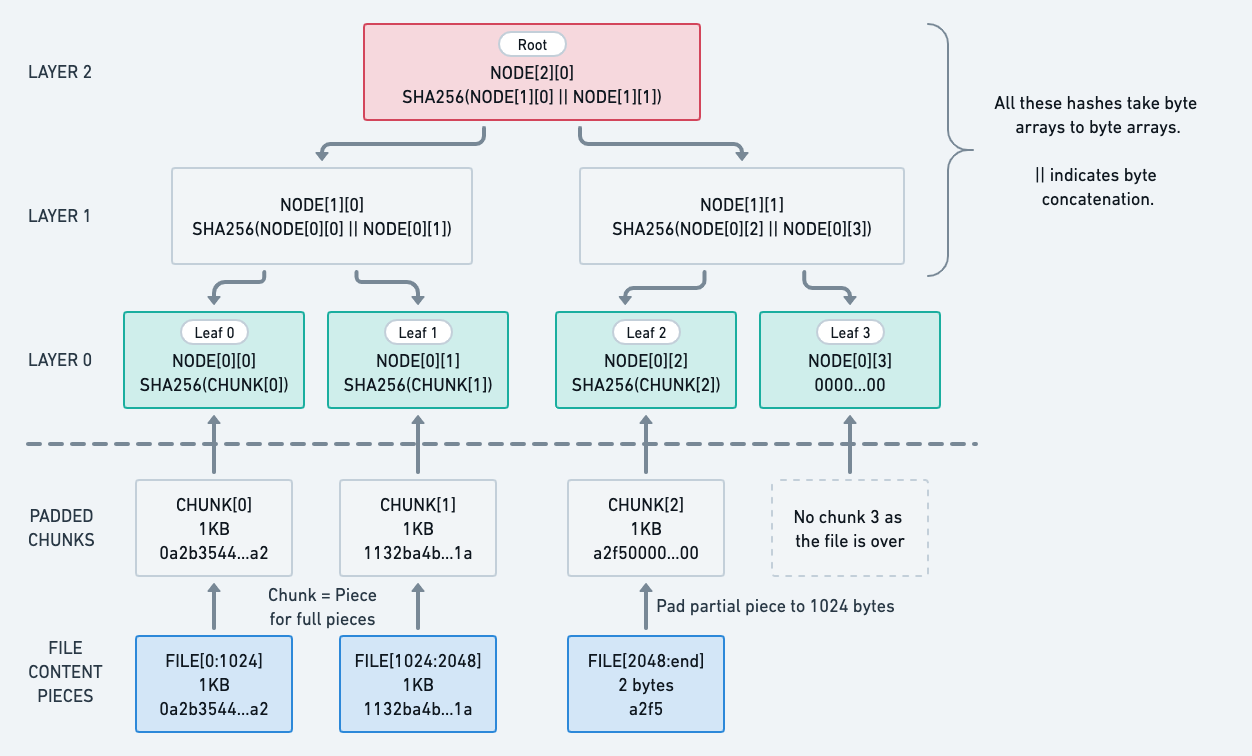 Root
LAYER 2
NODE[2][0]
SHA256(NODE[1][0] || NODE[1][1])
All these hashes take byte
arrays to byte arrays.
|| indicates byte
concatenation.
LAYER 1
NODE[1][0]
SHA256(NODE[0][0] || NODE[0][1])
NODE[1][1]
SHA256(NODE[0][2] || NODE[0][3])
LAYER 0
Leaf 0
NODE[0][0]
SHA256(CHUNK[0])
Leaf 1
NODE[0][1]
SHA256(CHUNK[1])
Leaf 2
NODE[0][2]
SHA256(CHUNK[2])
Leaf 3
NODE[0][3]
0000...00
PADDED
CHUNKS
CHUNK[0]
1KB
0a2b3544...a2
CHUNK[1]
1KB
1132ba4b...1a
CHUNK[2]
1KB
a2f50000...00
No chunk 3 as
the file is over
Chunk = Piece
for full pieces
Pad partial piece to 1024 bytes
FILE
CONTENT
PIECES
FILE[0:1024]
1KB
0a2b3544...a2
FILE[1024:2048]
1KB
1132ba4b...1a
FILE[2048:end]
2 bytes
a2f5